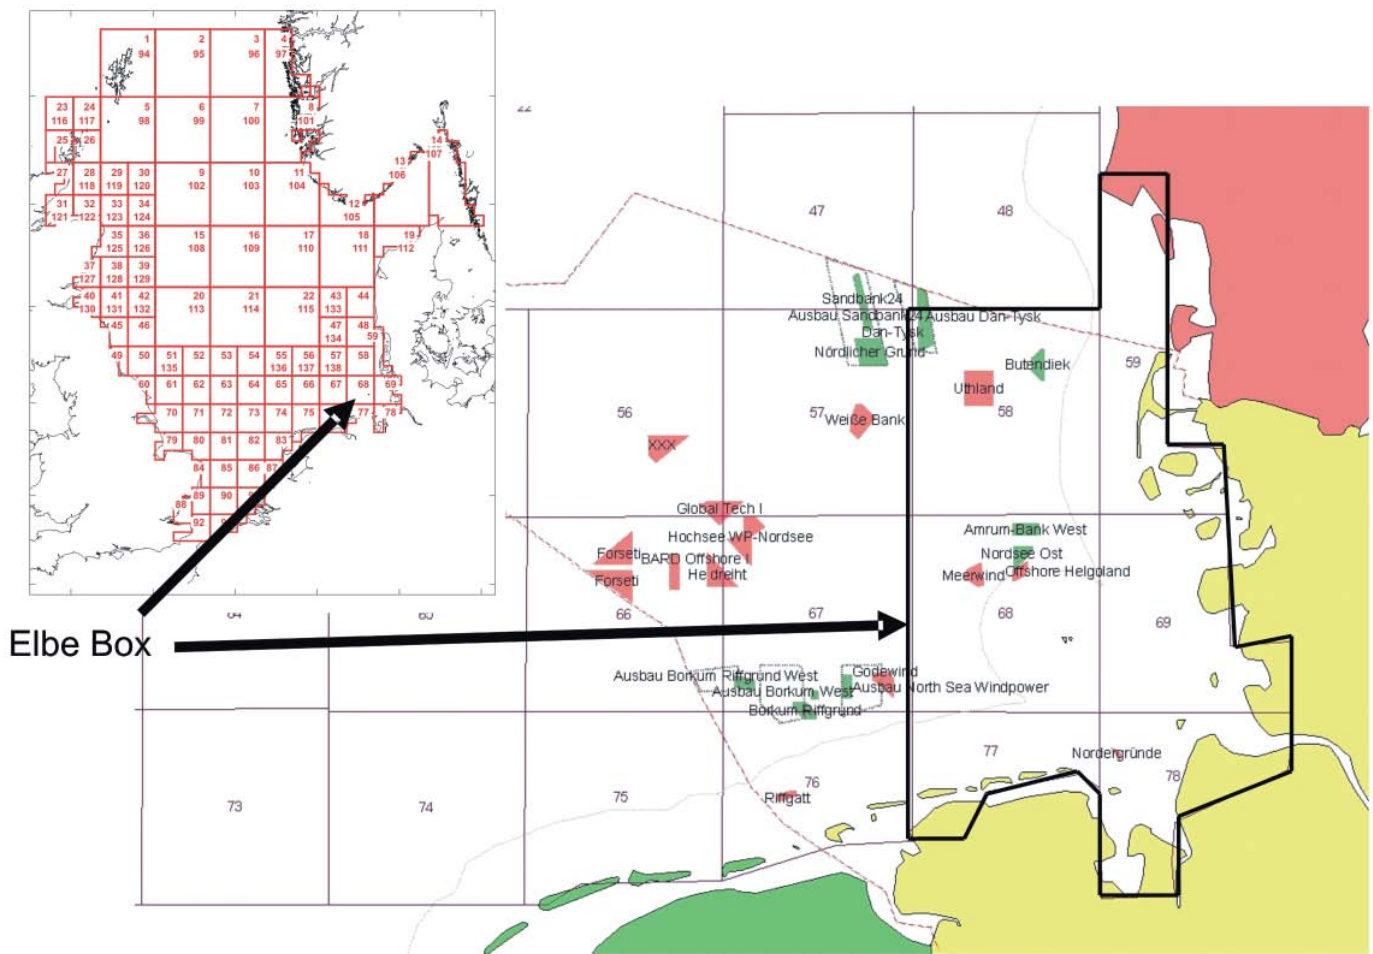 1 2 3 4
94 95 96 97
23 24 5 6 7 8
116 117 98 99 100 101
25 26 14
107
13
27 28 29 30 9 10 11 106
118 119 120 102 103 104
31 32 33 34 12
121 122 123 124 105
35 36 15 16 17 18 19
125 126 108 109 110 111 112
37 38 39
127 128 129
40 41 42 20 21 22 43 44
130 131 132 113 114 115 133
45 46 47 48
134 59
49 50 51 52 53 54 55 56 57 58
135 136 137 138
60 61 62 63 64 65 66 67 68 69
70 71 72 73 74 75 77 78
79 80 81 82 83
84 85 86 87
89 90
88
92
22
47 48
Sandbank24
Ausbau Sandbank24 Ausbau Dan-Tysk
Dan-Tysk
Nördlicher Grund
Butendiek 59
Uthland
56 57 Weiße Bank 58
XXX
Global Tech I
Amrum-Bank West
Hochsee WP-Nordsee
Forseti BARD Offshore I Nordsee Ost
He dreiht Meerwind Offshore Helgoland
Forseti
64 65 66 67 68 69
Elbe Box
Ausbau Borkum Riffgrund West Godewind
Ausbau Borkum West Ausbau North Sea Windpower
Borkum Riffgrund
77 Nordergründe
76 78
Riffgatt
73 74 75